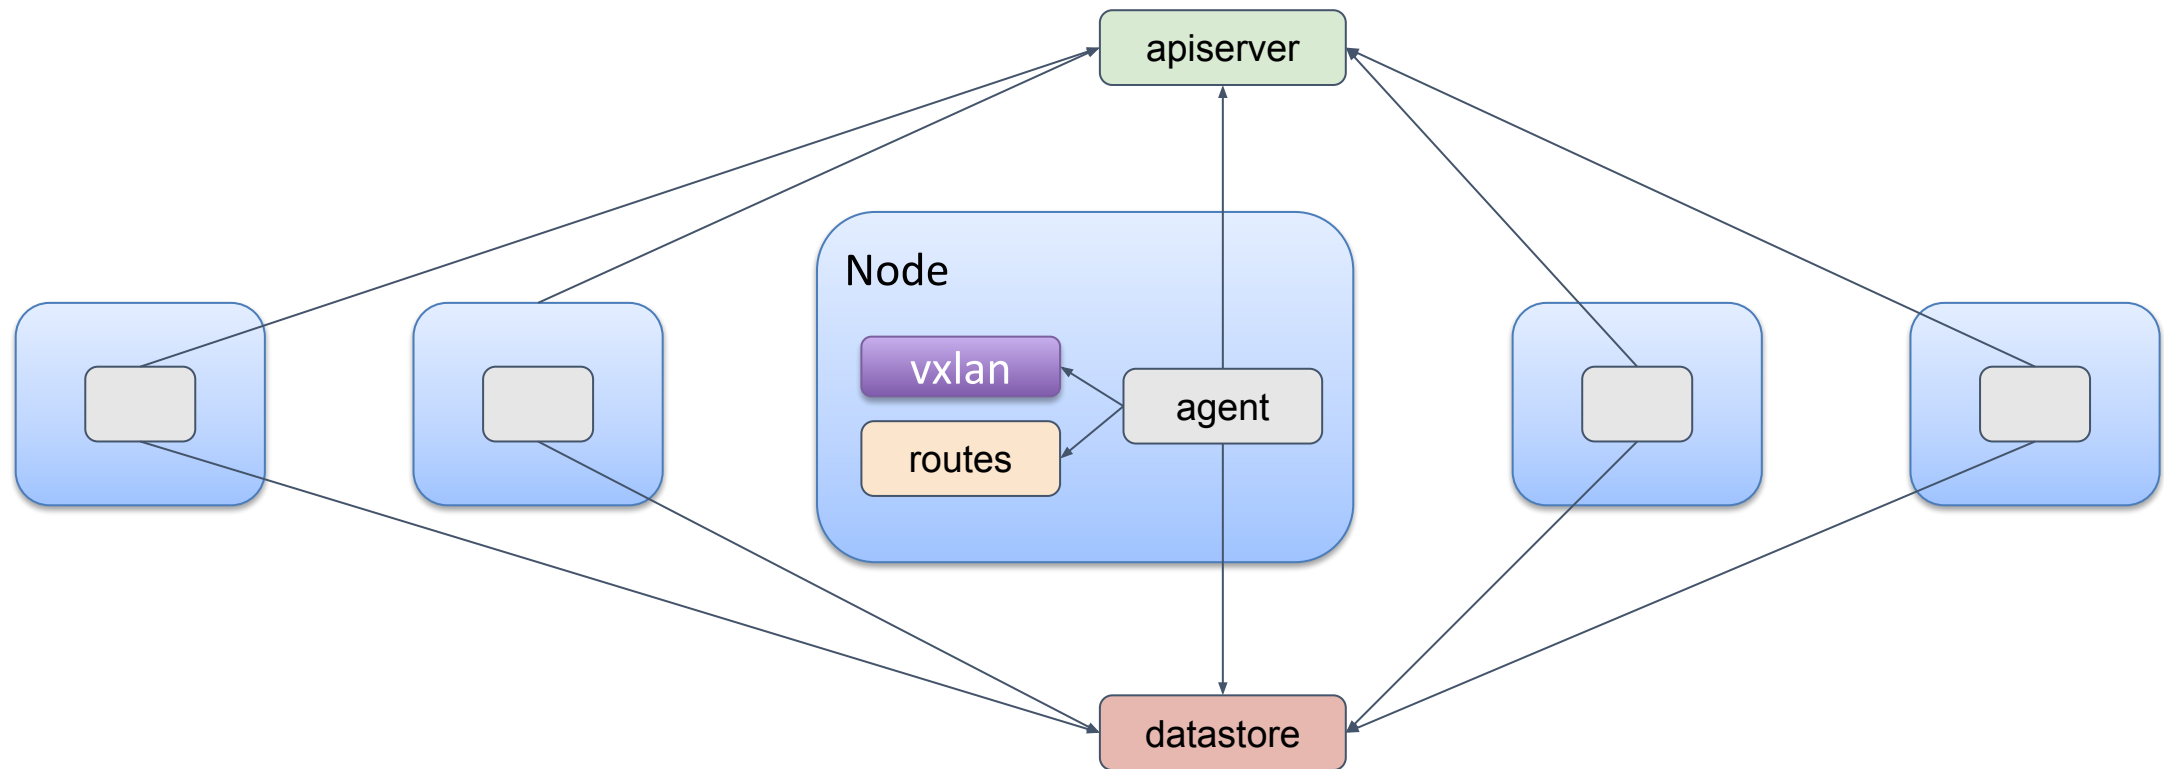 apiserver
Node
vxlan
agent
routes
datastore